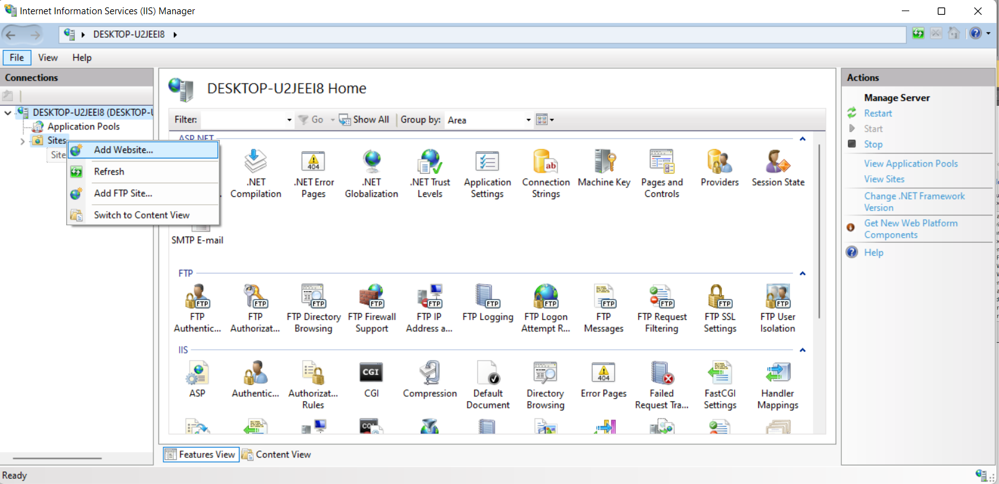 Internet Information Services (IIS) Manager
DESKTOP-U2JEEI8
File View Help
Connections
DESKTOP-U2JEEI8 (DESKTOP-U
Application Pools
Sites
Site
Add Website...
Refresh
Add FTP Site...
Switch to Content View
DESKTOP-U2JEEI8 Home
Filter: Go Show All Group by: Area
ASP.NET
.NET Compilation
.NET Error Pages
.NET Globalization
.NET Trust Levels
Application Settings
Connection Strings
Machine Key
Pages and Controls
Providers
Session State
SMTP E-mail
FTP
FTP Authentic...
FTP Authorizat...
FTP Directory Browsing
FTP Firewall Support
FTP IP Address a...
FTP Logging
FTP Logon Attempt R...
FTP Messages
FTP Request Filtering
FTP SSL Settings
FTP User Isolation
IIS
ASP
Authentic...
Authorizat... Rules
CGI
CGI
Compression
Default Document
Directory Browsing
Error Pages
Failed Request Tra...
FastCGI Settings
Handler Mappings
Features View
Content View
Actions
Manage Server
Restart
Start
Stop
View Application Pools
View Sites
Change .NET Framework
Version
Get New Web Platform
Components
Help
Ready